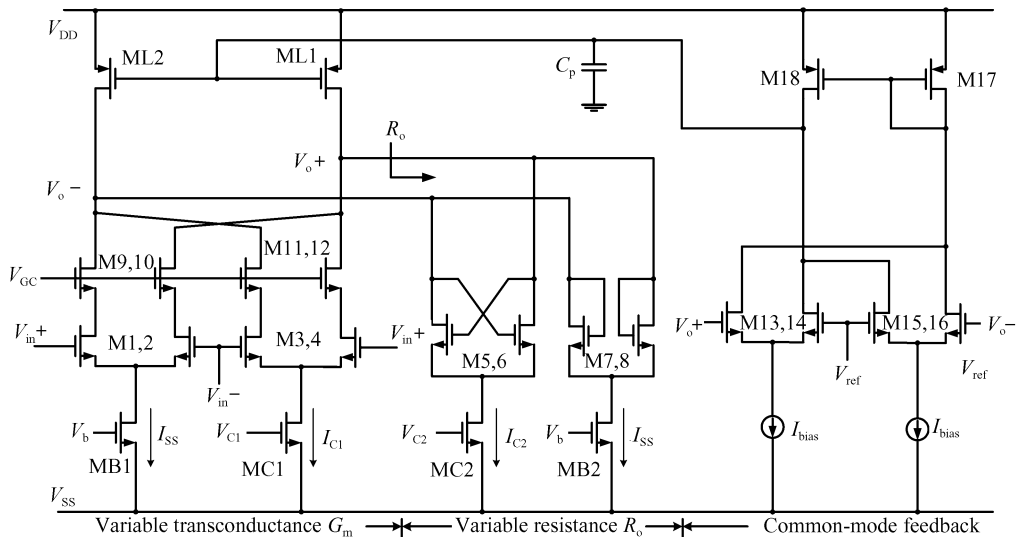 V_DD
ML2
ML1
C_p
M18
M17
R_o
V_o+
V_o−
M9,10
M11,12
V_GC
V_in+
M1,2
M3,4
V_in+
M5,6
M7,8
V_o+
M13,14
M15,16
V_o−
V_in−
V_ref
V_ref
V_b
I_SS
V_C1
I_C1
V_C2
I_C2
V_b
I_SS
I_bias
I_bias
MB1
MC1
MC2
MB2
V_SS
Variable transconductance G_m
Variable resistance R_o
Common-mode feedback